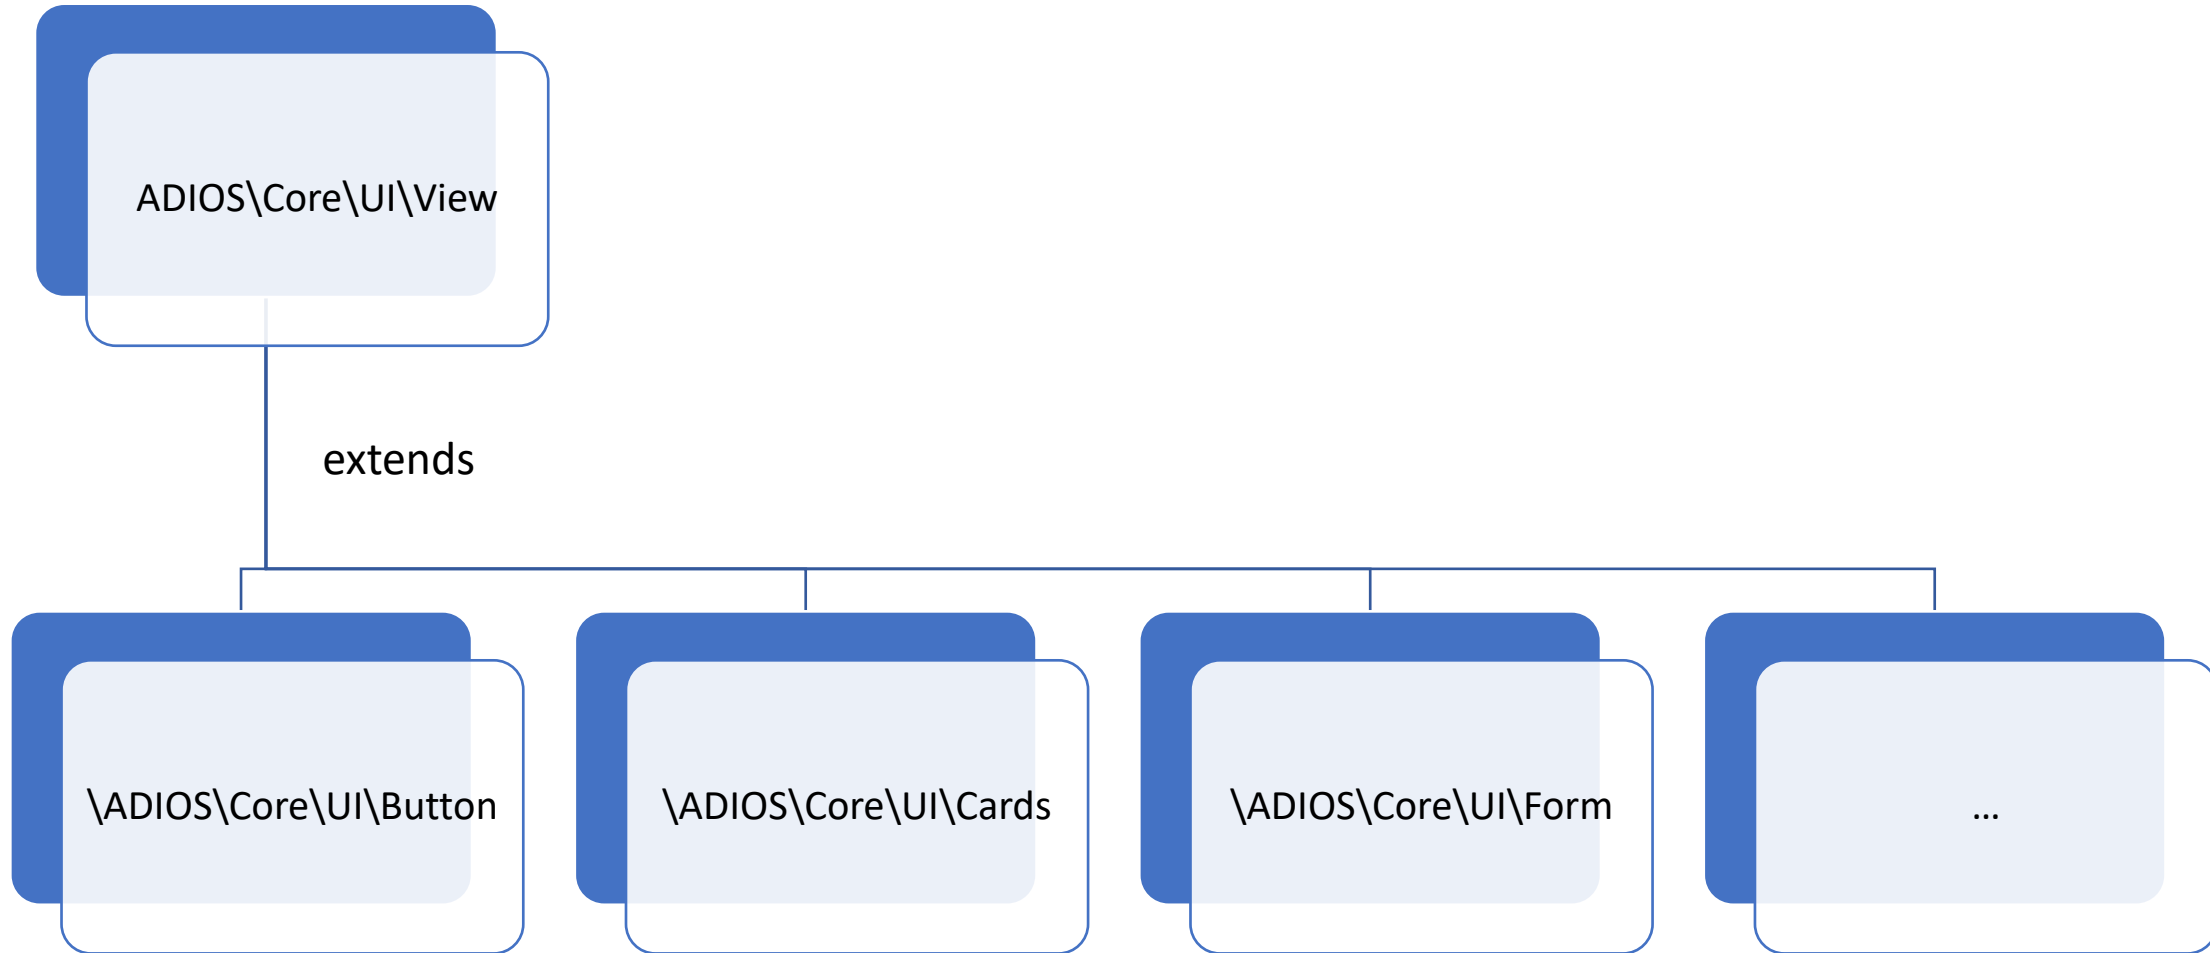 ADIOS\Core\UI\View
extends
\ADIOS\Core\UI\Button
\ADIOS\Core\UI\Cards
\ADIOS\Core\UI\Form
...